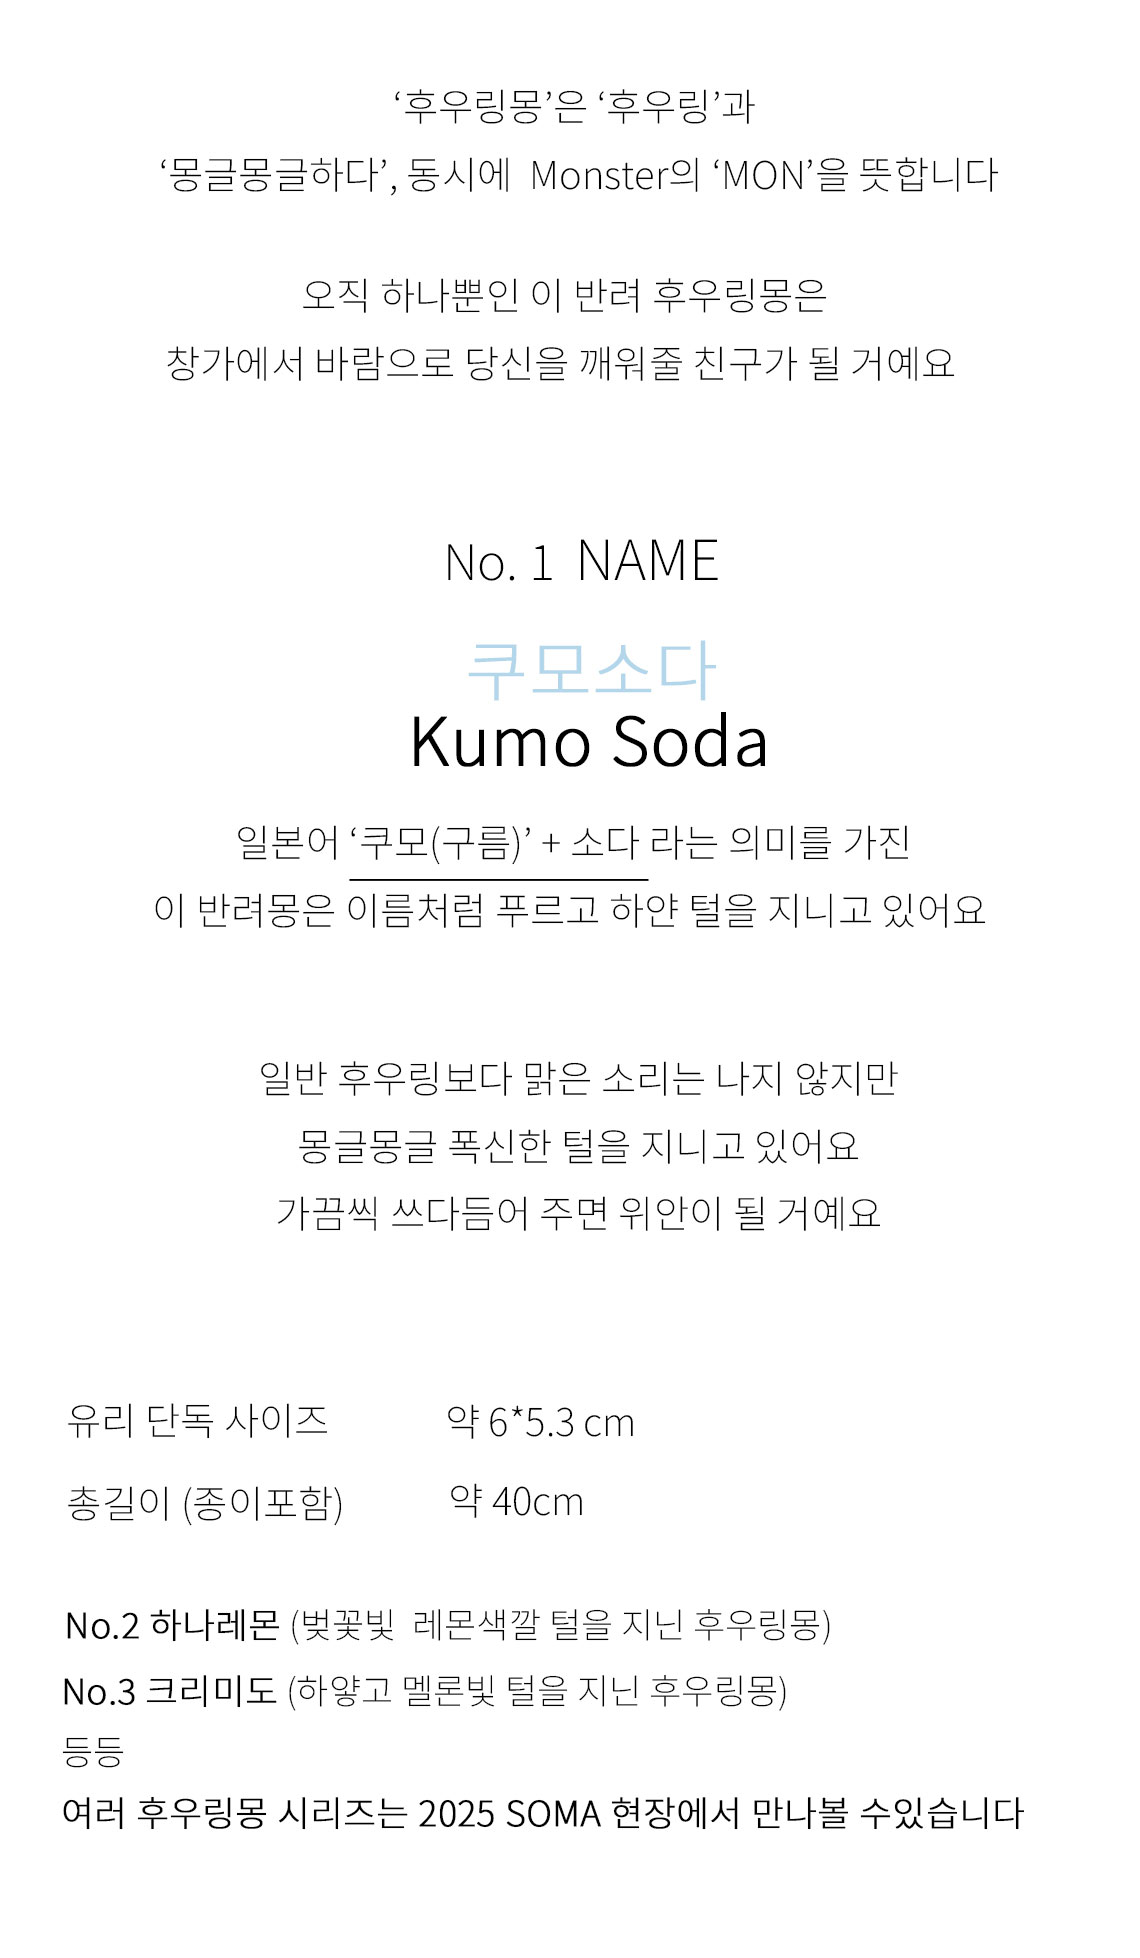 ‘후우링몽’은 ‘후우링’과
‘몽글몽글하다’, 동시에 Monster의 ‘MON’을 뜻합니다
오직 하나뿐인 이 반려 후우링몽은
창가에서 바람으로 당신을 깨워줄 친구가 될 거예요
No. 1 NAME
쿠모소다
Kumo Soda
일본어 ‘쿠모(구름)’ + 소다 라는 의미를 가진
이 반려몽은 이름처럼 푸르고 하얀 털을 지니고 있어요
일반 후우링보다 맑은 소리는 나지 않지만
몽글몽글 폭신한 털을 지니고 있어요
가끔씩 쓰다듬어 주면 위안이 될 거예요
유리 단독 사이즈 약 6*5.3 cm
총길이 (종이포함) 약 40cm
No.2 하나레몬 (벚꽃빛 레몬색깔 털을 지닌 후우링몽)
No.3 크리미도 (하얗고 멜론빛 털을 지닌 후우링몽)
등등
여러 후우링몽 시리즈는 2025 SOMA 현장에서 만나볼 수있습니다